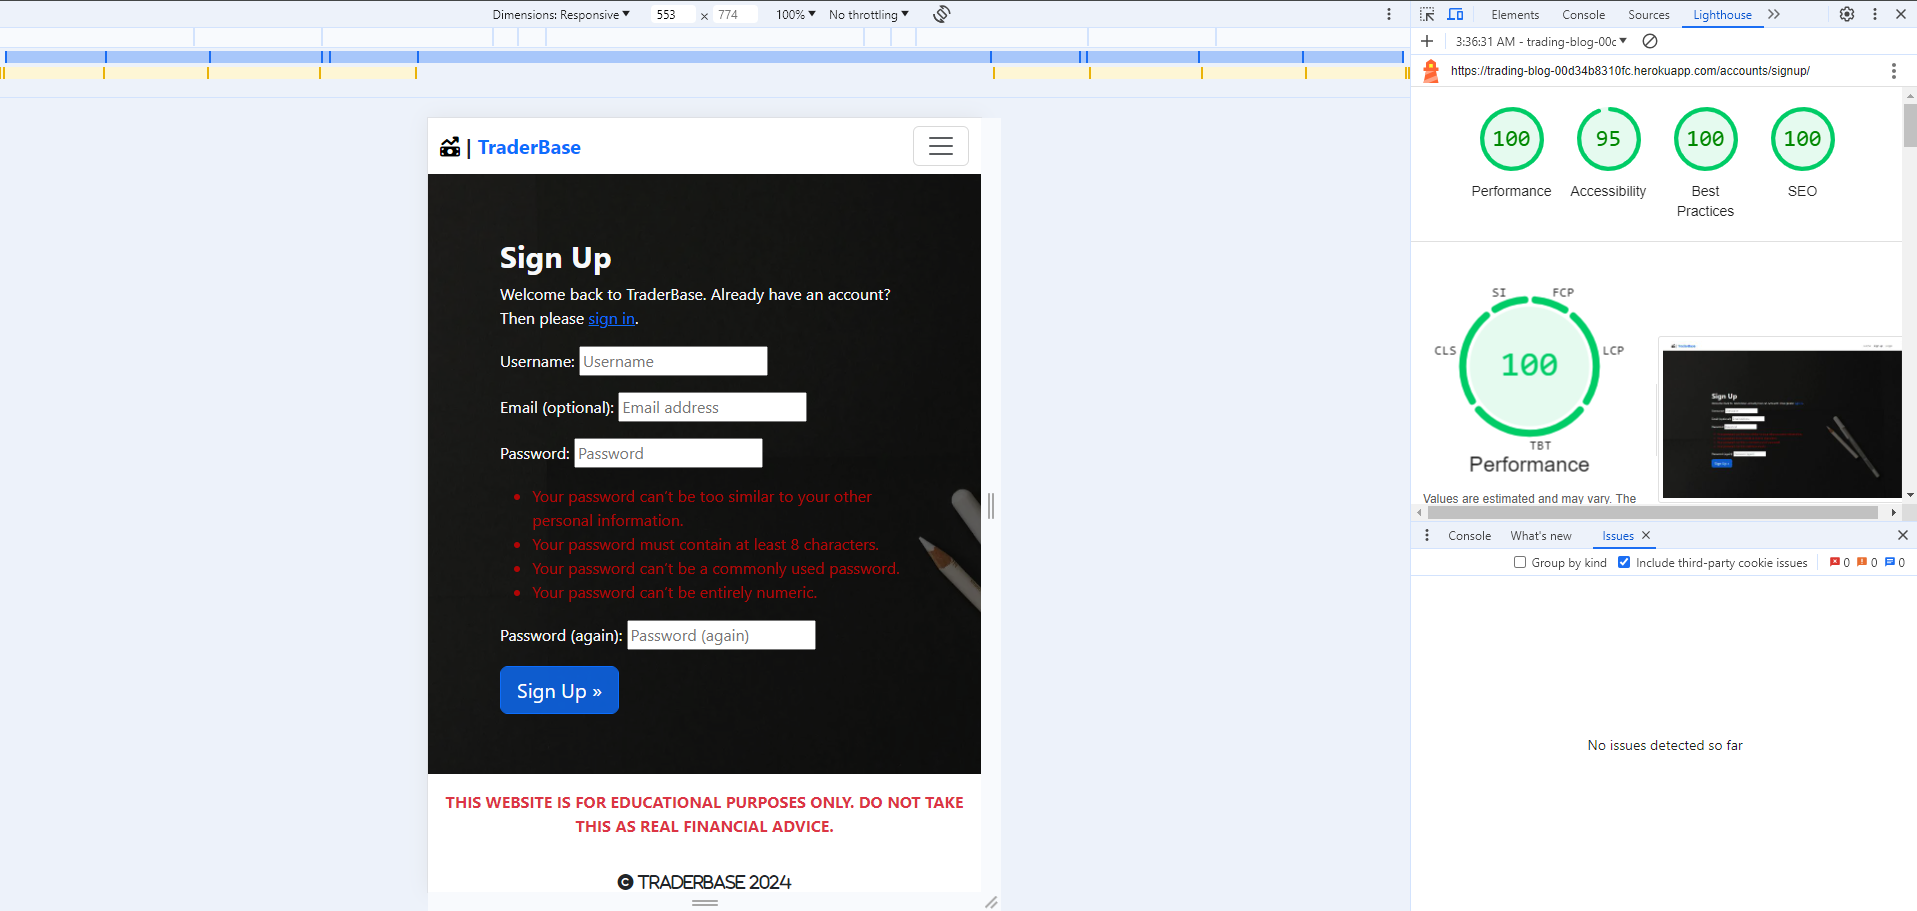 Dimensions: Responsive 553 × 774 100% No throttling
Elements Console Sources Lighthouse
3:36:31 AM - trading-blog-00c
https://trading-blog-00d34b8310fc.herokuapp.com/accounts/signup/
100 95 100 100
Performance Accessibility Best Practices SEO
| TraderBase
Sign Up
Welcome back to TraderBase. Already have an account?
Then please sign in.
Username: Username
Email (optional): Email address
Password: Password
Your password can't be too similar to your other
personal information.
Your password must contain at least 8 characters.
Your password can't be a commonly used password.
Your password can't be entirely numeric.
Password (again): Password (again)
Sign Up »
THIS WEBSITE IS FOR EDUCATIONAL PURPOSES ONLY. DO NOT TAKE
THIS AS REAL FINANCIAL ADVICE.
© TRADERBASE 2024
SI FCP
CLS LCP
100
TBT
Performance
Sign Up
Values are estimated and may vary. The
Console What's new Issues
Group by kind Include third-party cookie issues 0 0 0
No issues detected so far